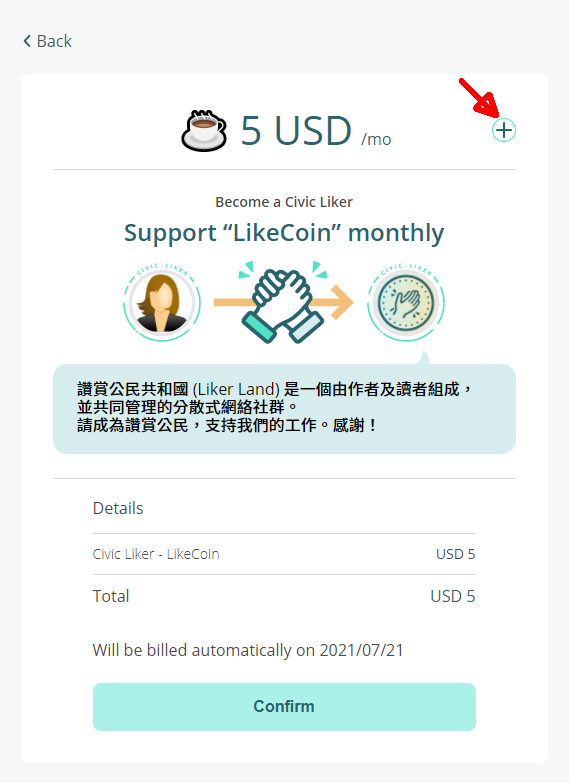 Back
5 USD /mo
Become a Civic Liker
Support “LikeCoin” monthly
CIVIC-LIKER
CIVIC-LIKER
讚賞公民共和國 (Liker Land) 是一個由作者及讀者組成，
並共同管理的分散式網絡社群。
請成為讚賞公民，支持我們的工作。感謝！
Details
Civic Liker - LikeCoin USD 5
Total USD 5
Will be billed automatically on 2021/07/21
Confirm